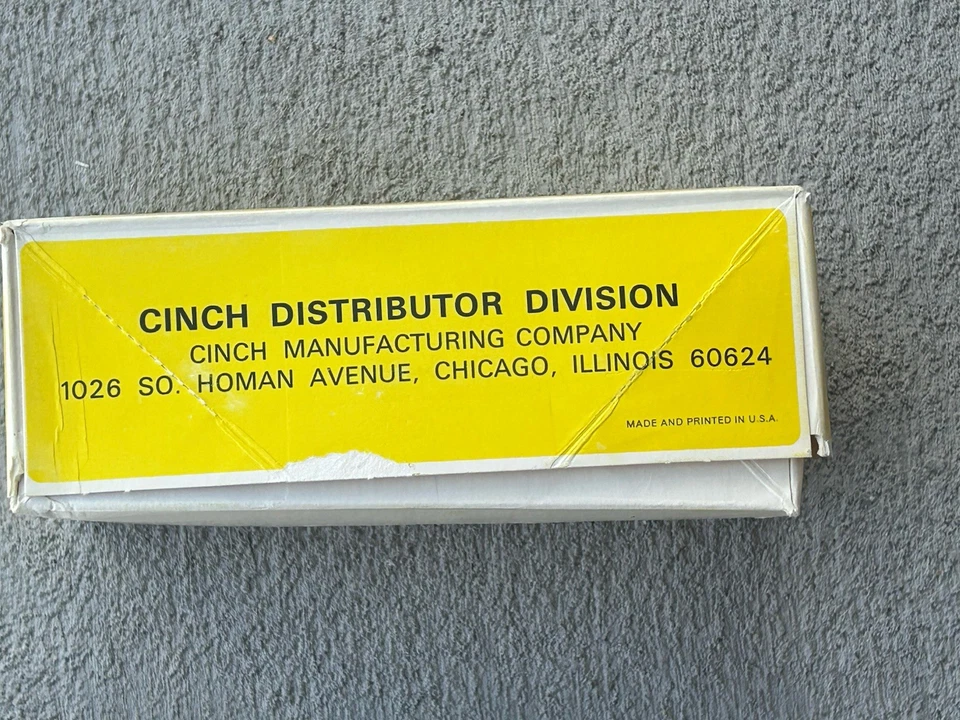 CINCH DISTRIBUTOR DIVISION
CINCH MANUFACTURING COMPANY
1026 SO. HOMAN AVENUE, CHICAGO, ILLINOIS 60624
MADE AND PRINTED IN U.S.A.